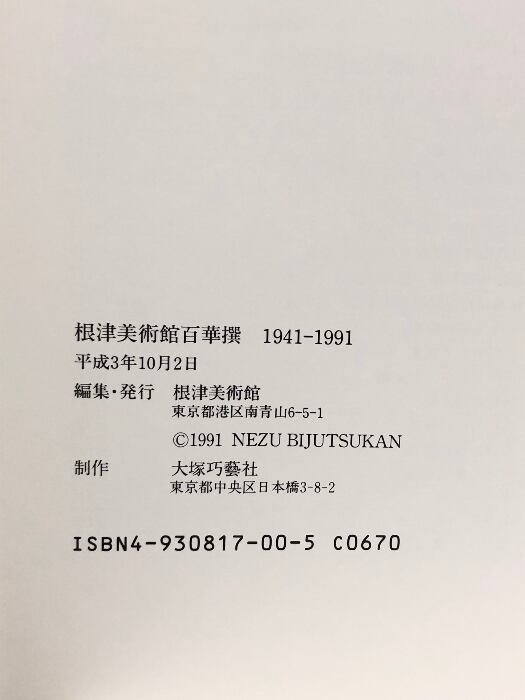 根津美術館百華撰 1941-1991
平成3年10月2日
編集・発行 根津美術館
東京都港区南青山6-5-1
©1991 NEZU BIJUTSUKAN
制作 大塚巧藝社
東京都中央区日本橋3-8-2
ISBN4-930817-00-5 C0670